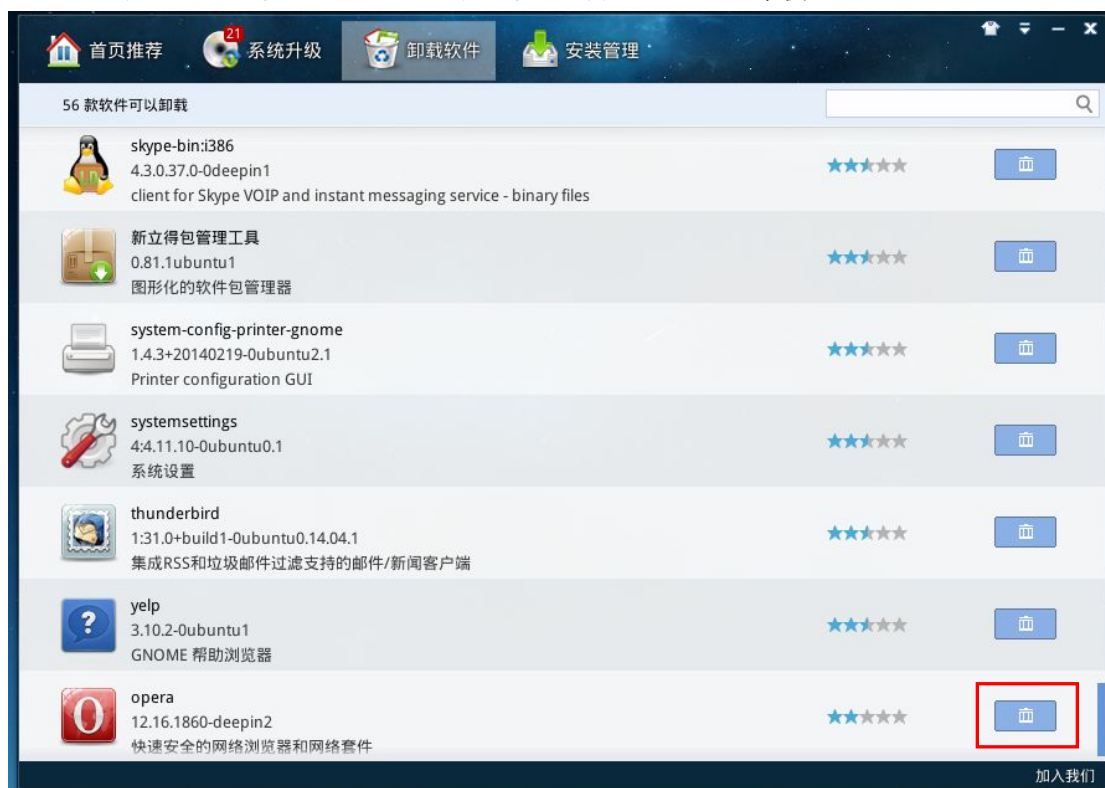 首页推荐
21
系统升级
卸载软件
安装管理
56 款软件可以卸载
skype-bin:i386
4.3.0.37.0-0deepin1
client for Skype VOIP and instant messaging service - binary files
新立得包管理工具
0.81.1ubuntu1
图形化的软件包管理器
system-config-printer-gnome
1.4.3+20140219-0ubuntu2.1
Printer configuration GUI
systemsettings
4:4.11.10-0ubuntu0.1
系统设置
thunderbird
1:31.0+build1-0ubuntu0.14.04.1
集成RSS和垃圾邮件过滤支持的邮件/新闻客户端
yelp
3.10.2-0ubuntu1
GNOME 帮助浏览器
opera
12.16.1860-deepin2
快速安全的网络浏览器和网络套件
加入我们